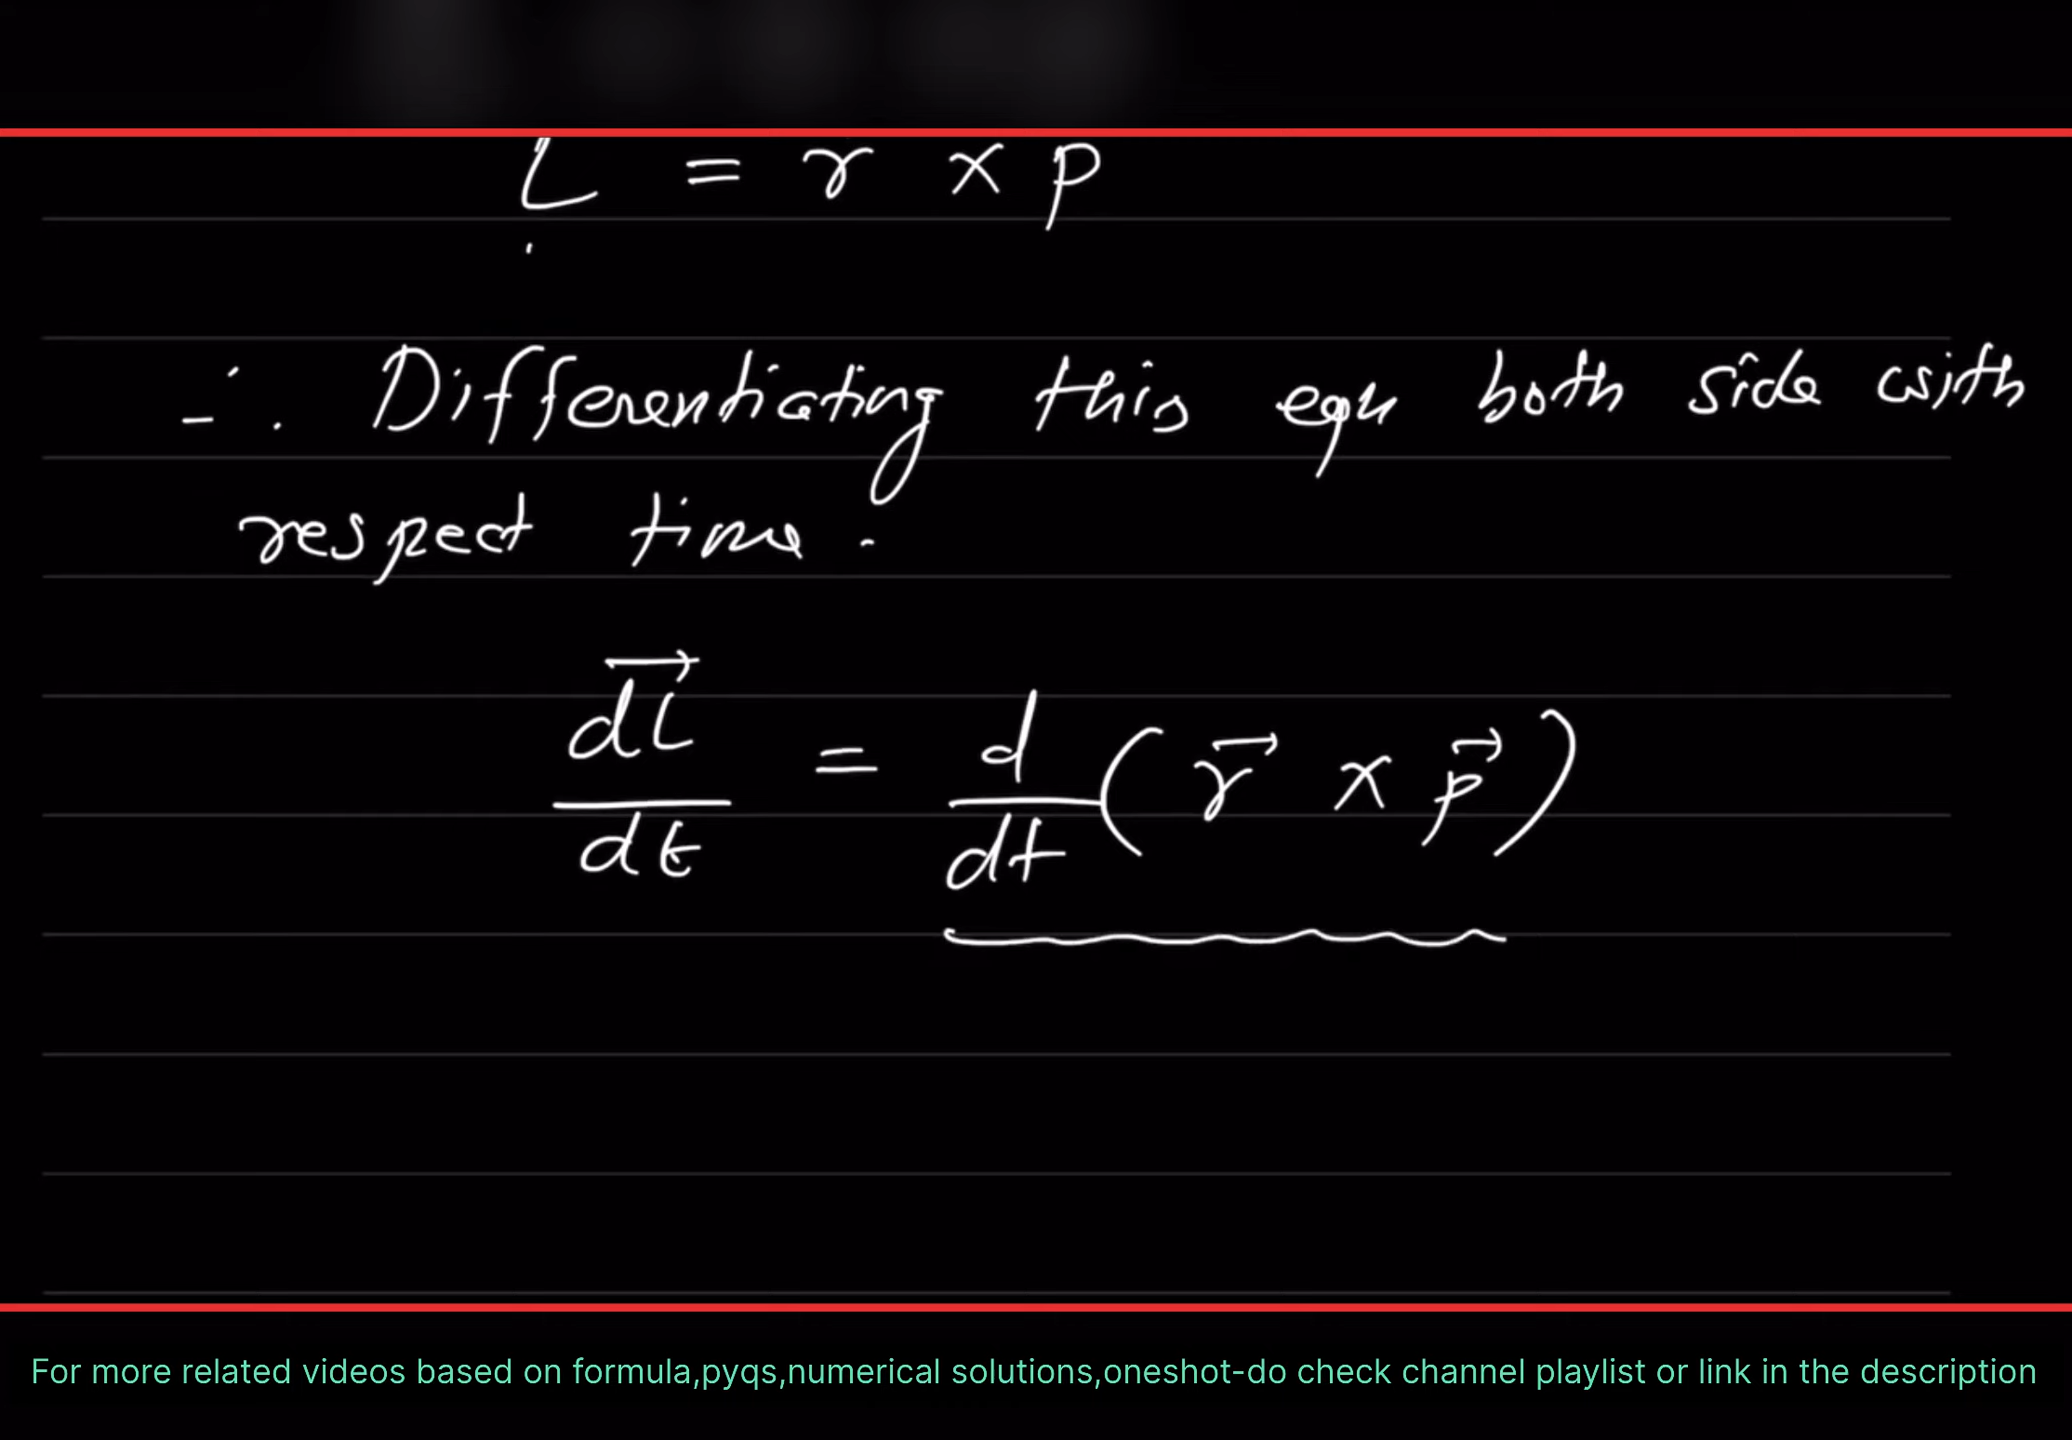 L = r × p
∴ Differentiating this eqn both side with
respect time.
dL⃗/dt = d/dt (r⃗ × p⃗)
For more related videos based on formula,pyqs,numerical solutions,oneshot-do check channel playlist or link in the description